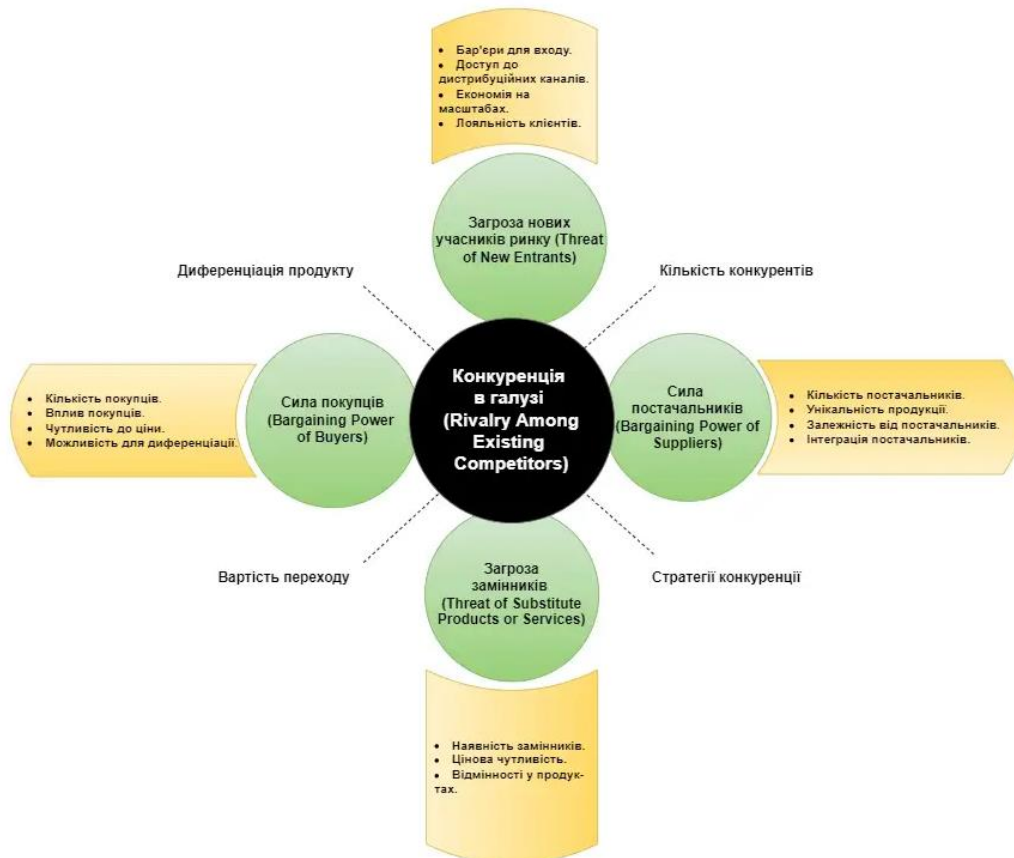 • Бар'єри для входу.
• Доступ до
дистрибуційних каналів.
• Економія на
масштабах.
• Лояльність клієнтів.
Загроза нових
учасників ринку (Threat
of New Entrants)
Диференціація продукту
Кількість конкурентів
• Кількість покупців.
• Вплив покупців.
• Чутливість до ціни.
• Можливість для диференціації.
Сила покупців
(Bargaining Power
of Buyers)
Конкуренція
в галузі
(Rivalry Among
Existing
Competitors)
Сила
постачальників
(Bargaining Power of
Suppliers)
• Кількість постачальників.
• Унікальність продукції.
• Залежність від постачальників.
• Інтеграція постачальників.
Вартість переходу
Стратегії конкуренції
Загроза
замінників
(Threat of Substitute
Products or Services)
• Наявність замінників.
• Цінова чутливість.
• Відмінності у продук-
тах.